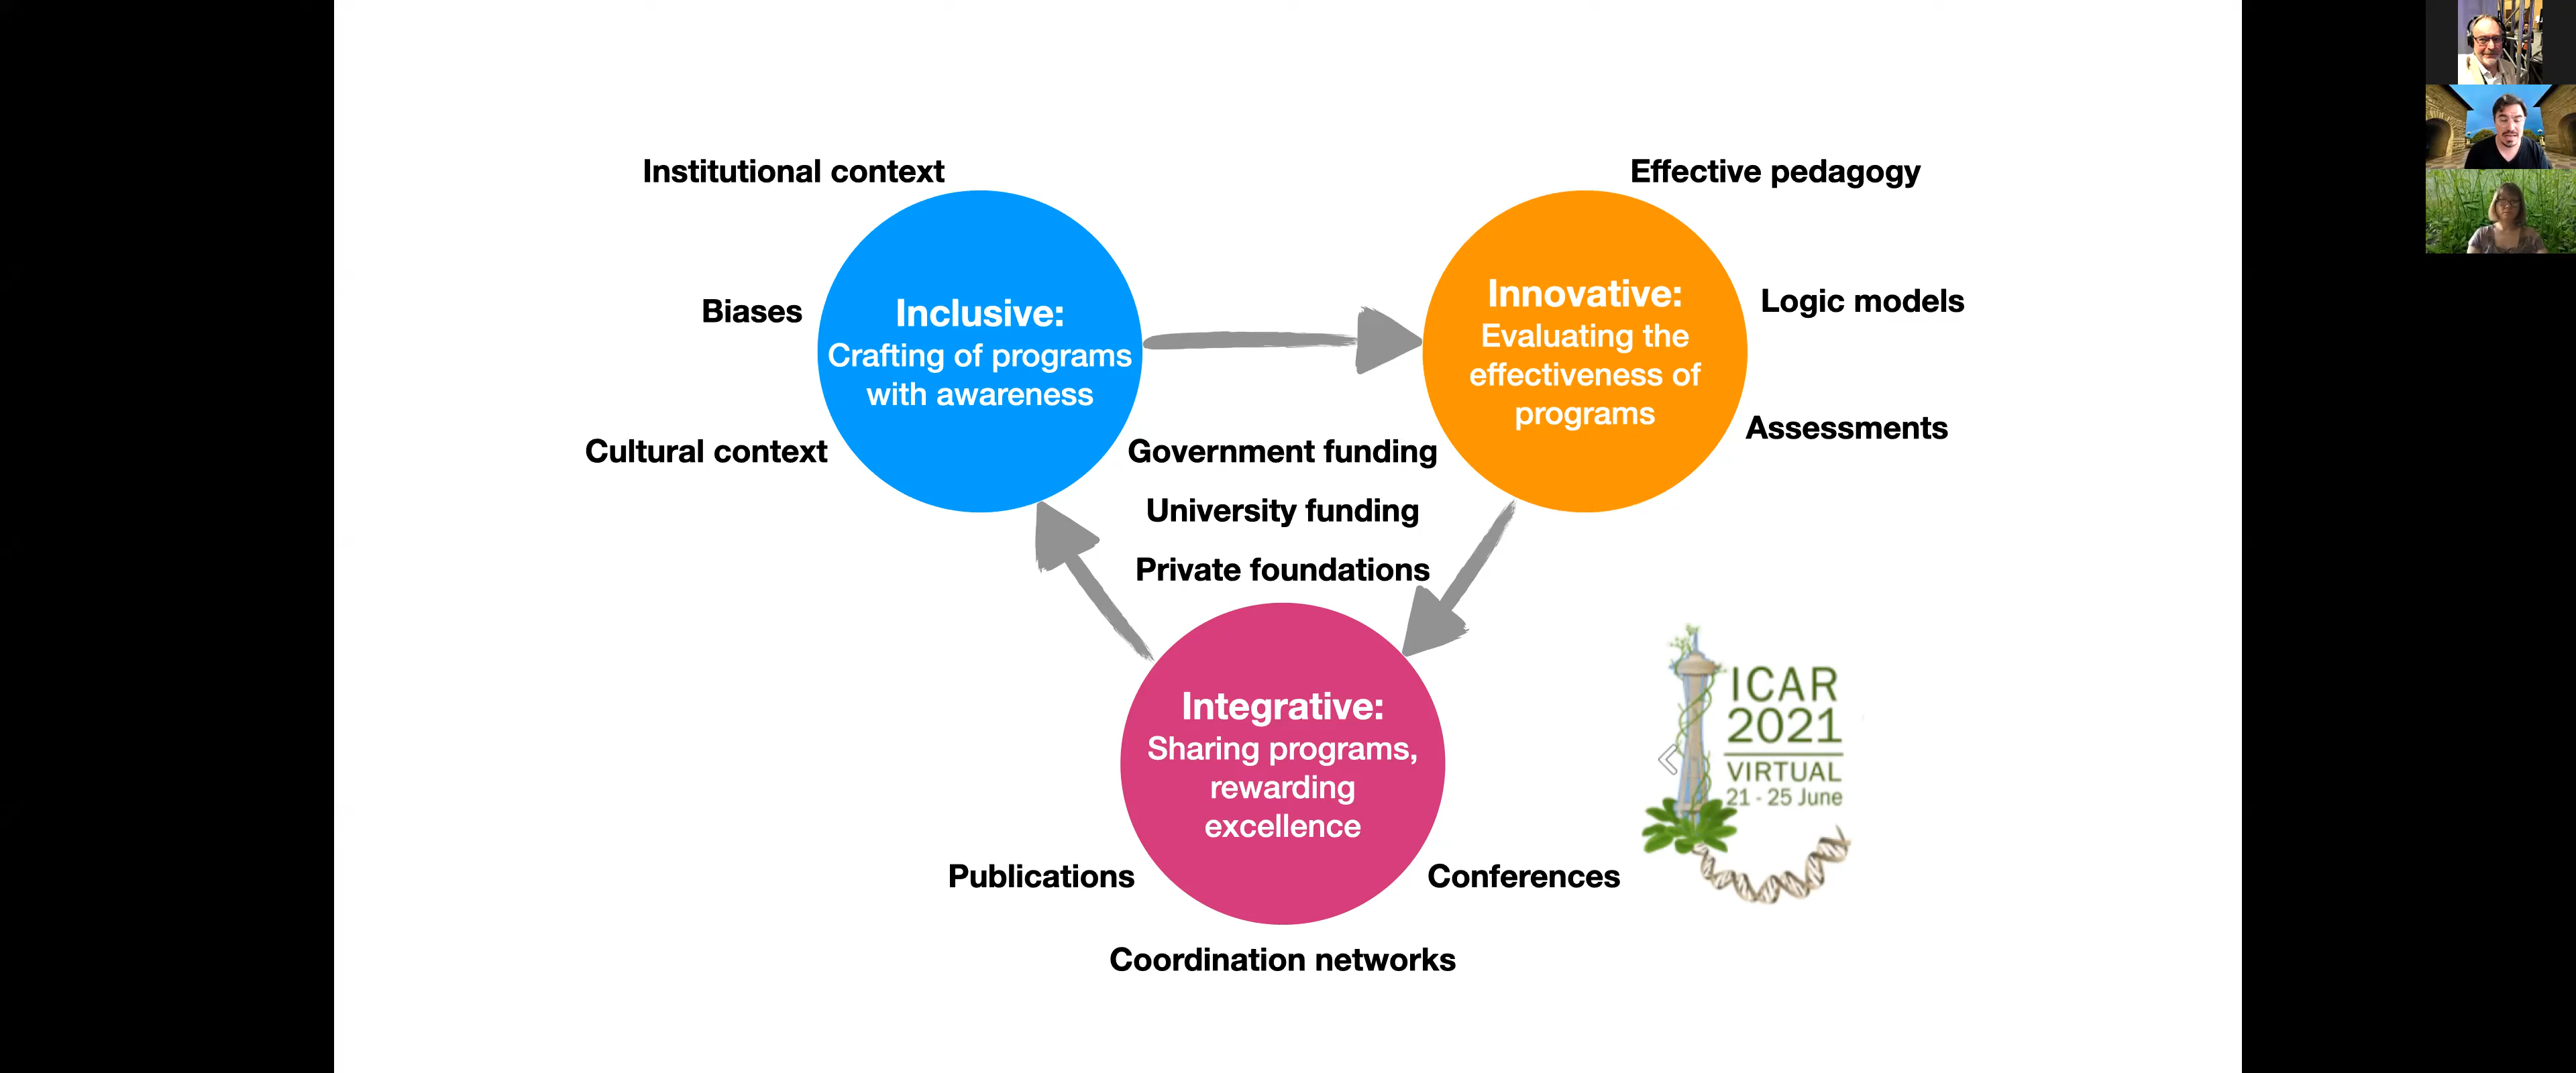 Institutional context
Biases
Cultural context
Inclusive:
Crafting of programs
with awareness
Effective pedagogy
Logic models
Assessments
Innovative:
Evaluating the
effectiveness of
programs
Government funding
University funding
Private foundations
Integrative:
Sharing programs,
rewarding
excellence
Publications
Conferences
Coordination networks
ICAR
2021
VIRTUAL
21 - 25 June